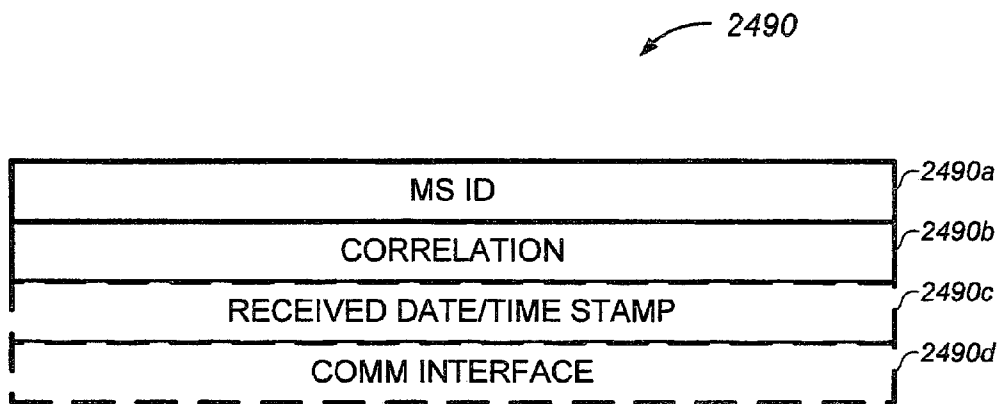 2490
MS ID
2490a
CORRELATION
2490b
RECEIVED DATE/TIME STAMP
2490c
COMM INTERFACE
2490d